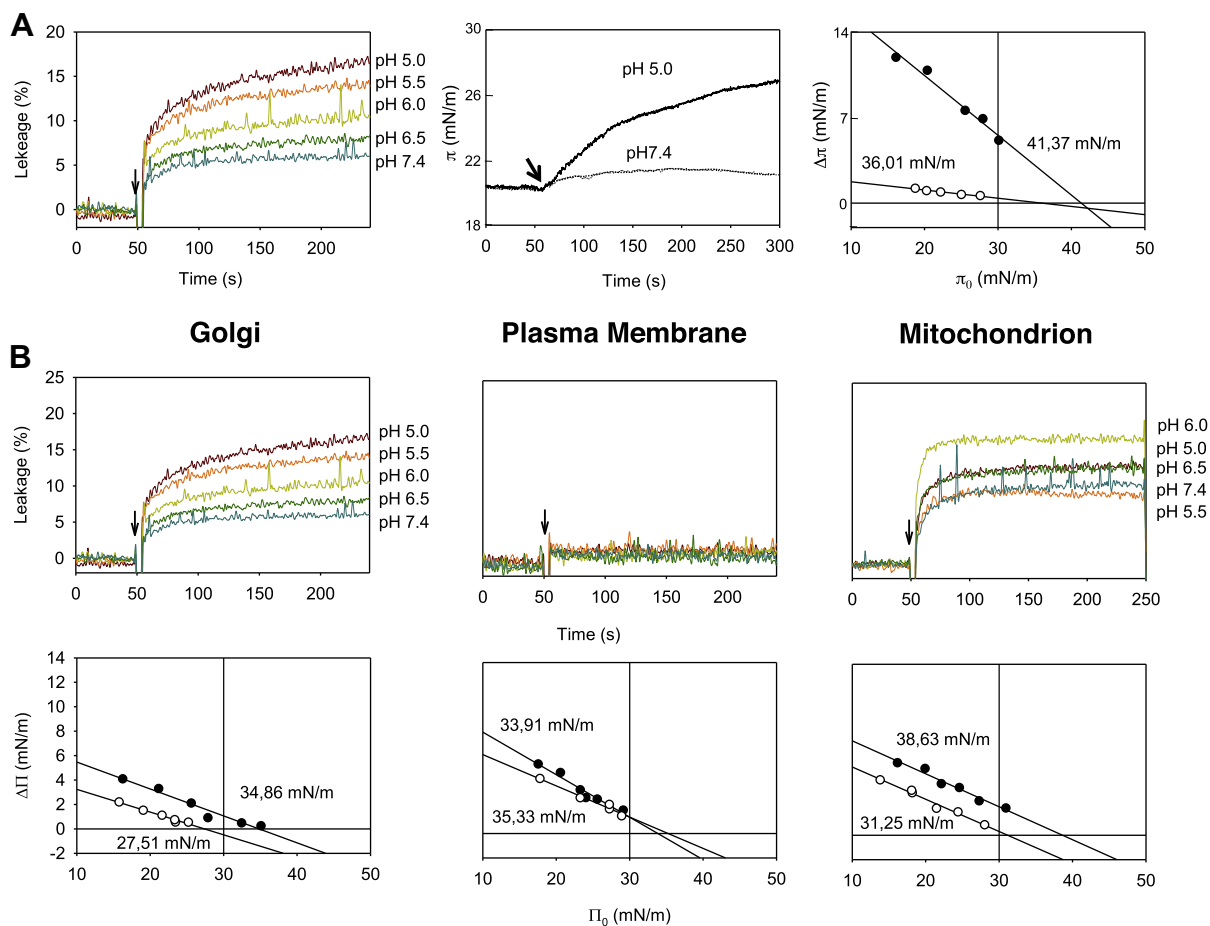 A
20
15
10
5
0
Lekeage (%)
0 50 100 150 200
Time (s)
pH 5.0
pH 5.5
pH 6.0
pH 6.5
pH 7.4
30
26
22
18
π (mN/m)
pH 5.0
pH7.4
0 50 100 150 200 250 300
Time (s)
14
7
0
Δπ (mN/m)
36,01 mN/m
41,37 mN/m
10 20 30 40 50
π0 (mN/m)
Golgi
Plasma Membrane
Mitochondrion
B
25
20
15
10
5
0
Leakage (%)
0 50 100 150 200
pH 5.0
pH 5.5
pH 6.0
pH 6.5
pH 7.4
0 50 100 150 200
Time (s)
0 50 100 150 200 250
pH 6.0
pH 5.0
pH 6.5
pH 7.4
pH 5.5
14
12
10
8
6
4
2
0
-2
ΔΠ (mN/m)
34,86 mN/m
27,51 mN/m
10 20 30 40 50
33,91 mN/m
35,33 mN/m
10 20 30 40 50
Π0 (mN/m)
38,63 mN/m
31,25 mN/m
10 20 30 40 50